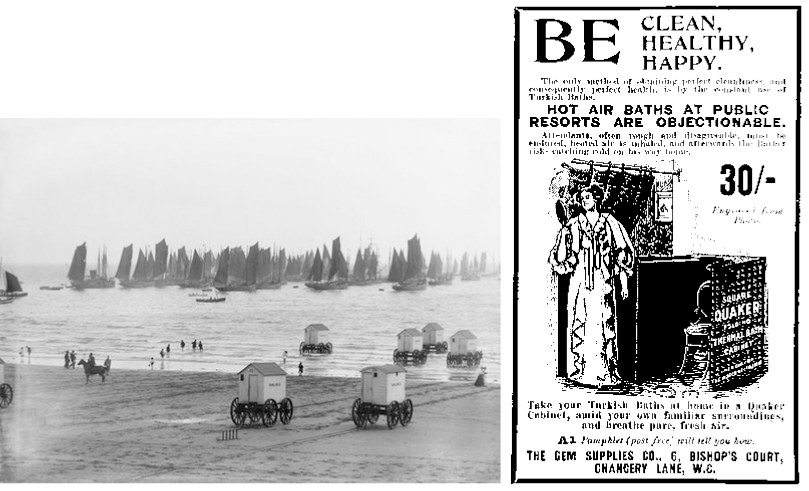 BE CLEAN,
HEALTHY,
HAPPY.
The only method of obtaining perfect cleanliness, and
consequently perfect health, is by the constant use of
Turkish Baths.
HOT AIR BATHS AT PUBLIC
RESORTS ARE OBJECTIONABLE.
Attendants, often rough and disagreeable, must be
endured, heated air is inhaled, and afterwards the Bather
risks catching cold on his way home.
30/-
Engraved from
Photo.
SQUARE
QUAKER
THERMAL BATH
CABINET
Take your Turkish Baths at home in a Quaker
Cabinet, amid your own familiar surroundings,
and breathe pure, fresh air.
A1 Pamphlet (post free) will tell you how.
THE GEM SUPPLIES CO., 6, BISHOP'S COURT,
CHANCERY LANE, W.C.